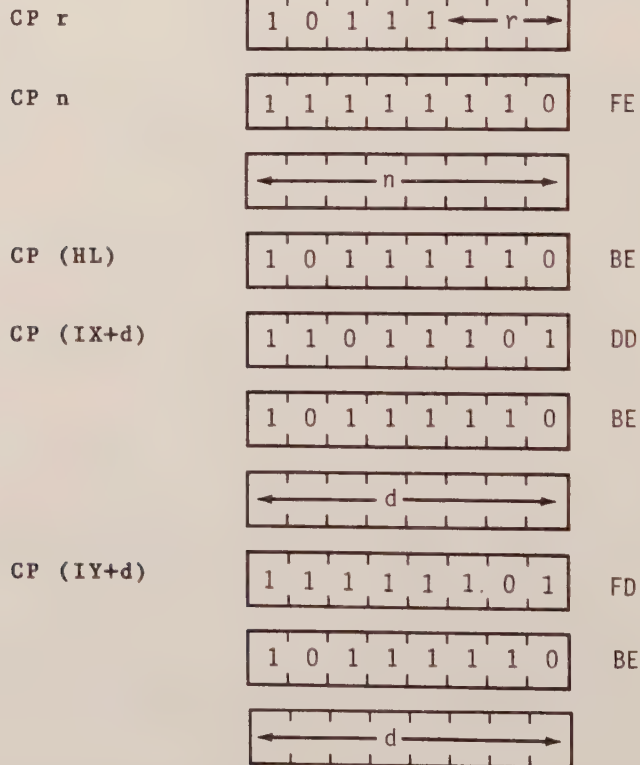 CP r 1 0 1 1 1 r
CP n 1 1 1 1 1 1 1 0 FE
n
CP (HL) 1 0 1 1 1 1 1 0 BE
CP (IX+d) 1 1 0 1 1 1 0 1 DD
1 0 1 1 1 1 1 0 BE
d
CP (IY+d) 1 1 1 1 1 1 0 1 FD
1 0 1 1 1 1 1 0 BE
d